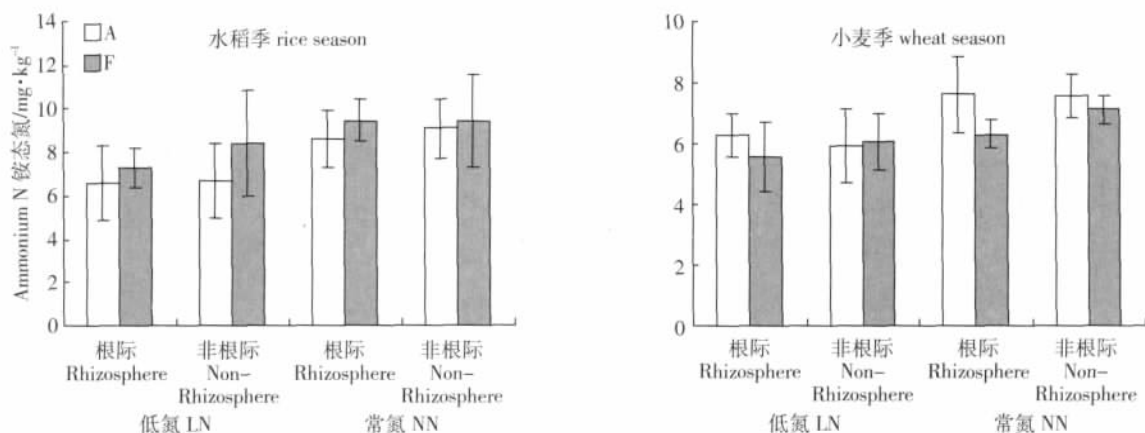 Ammonium N 铵态氮/mg·kg⁻¹
14
12
10
8
6
4
2
0
A
F
水稻季 rice season
根际
Rhizosphere
非根际
Non-
Rhizosphere
根际
Rhizosphere
非根际
Non-
Rhizosphere
低氮 LN
常氮 NN
10
8
6
4
2
0
小麦季 wheat season
根际
Rhizosphere
非根际
Non-
Rhizosphere
根际
Rhizosphere
非根际
Non-
Rhizosphere
低氮 LN
常氮 NN